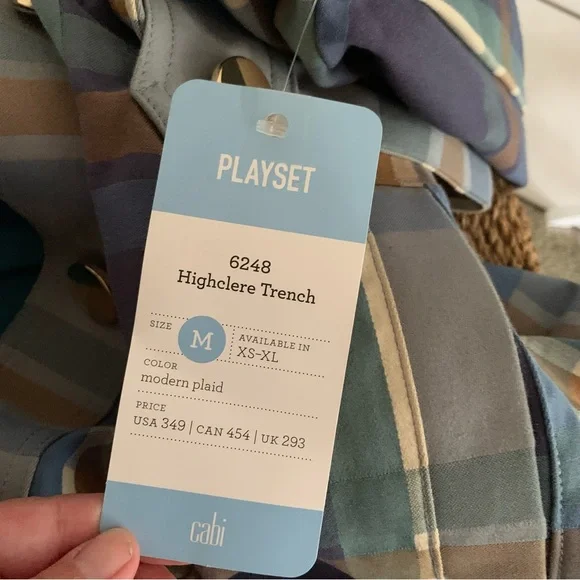 PLAYSET
6248
Highclere Trench
SIZE M AVAILABLE IN
XS-XL
COLOR
modern plaid
PRICE
USA 349 | CAN 454 | UK 293
cabi